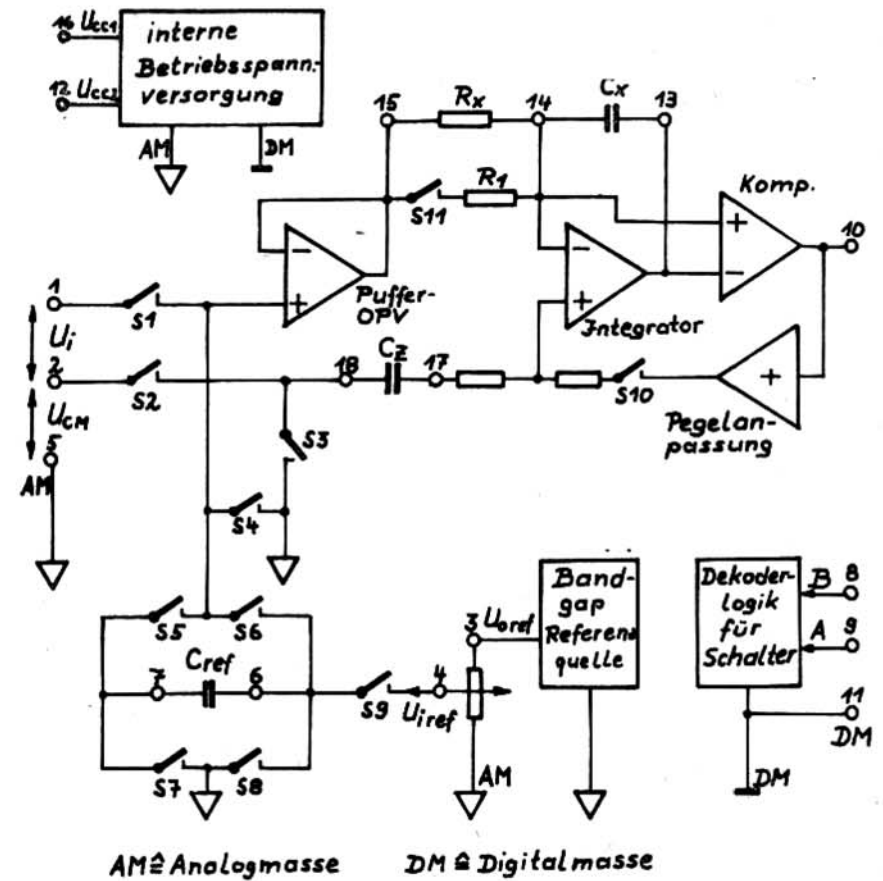 16 Ucc1
interne
Betriebsspann.-
versorgung
12 Ucc2
AM
DM
15
Rx
14
Cx
13
S11
R1
Komp.
10
1
S1
Puffer-
OPV
Integrator
Ui
2
S2
18
Cz
17
S10
Pegelan-
passung
UCM
5
AM
S3
S4
S5
S6
7
Cref
6
S7
S8
S9
4
Uiref
3
Uoref
AM
Band-
gap
Referenz
quelle
Dekoder-
logik
für
Schalter
B
8
A
9
11
DM
DM
AM≙Analogmasse
DM≙Digitalmasse